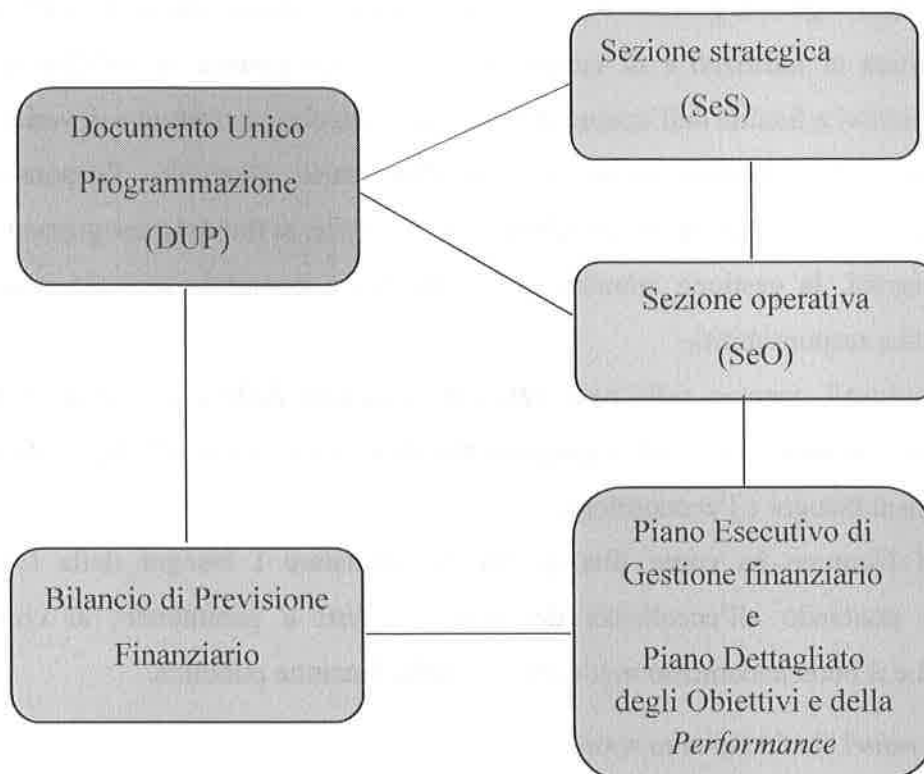 Documento Unico
Programmazione
(DUP)
Sezione strategica
(SeS)
Sezione operativa
(SeO)
Bilancio di Previsione
Finanziario
Piano Esecutivo di
Gestione finanziario
e
Piano Dettagliato
degli Obiettivi e della
Performance